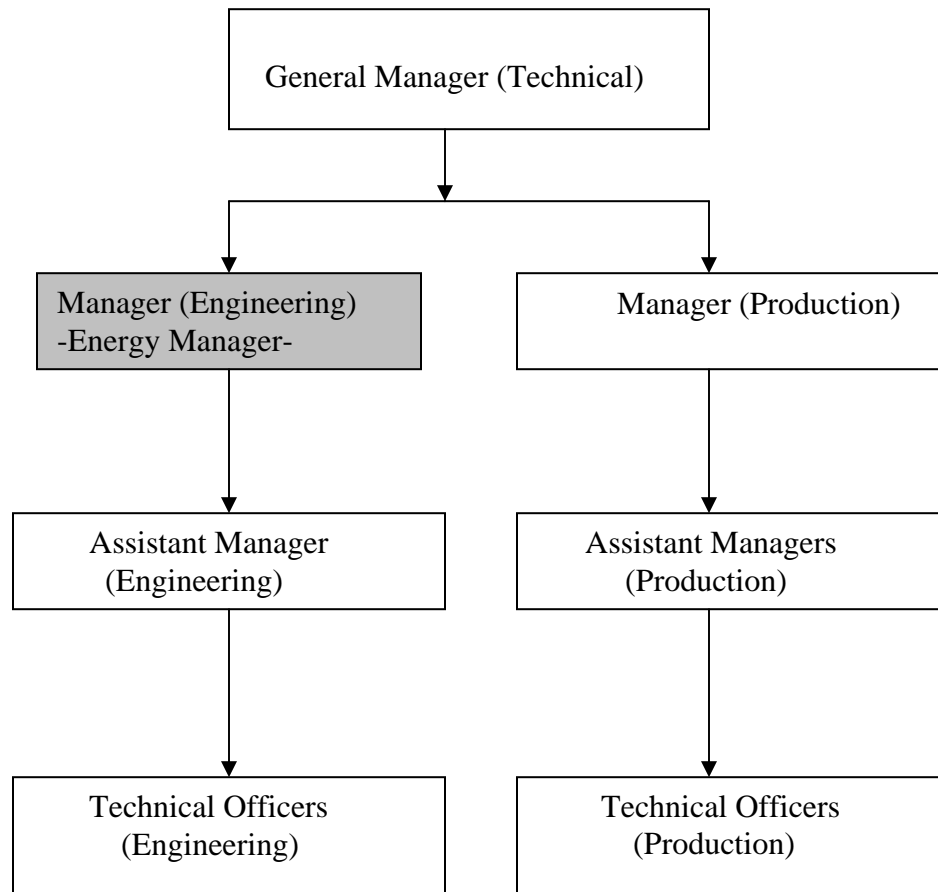 General Manager (Technical)
Manager (Engineering)
-Energy Manager-
Manager (Production)
Assistant Manager
(Engineering)
Assistant Managers
(Production)
Technical Officers
(Engineering)
Technical Officers
(Production)